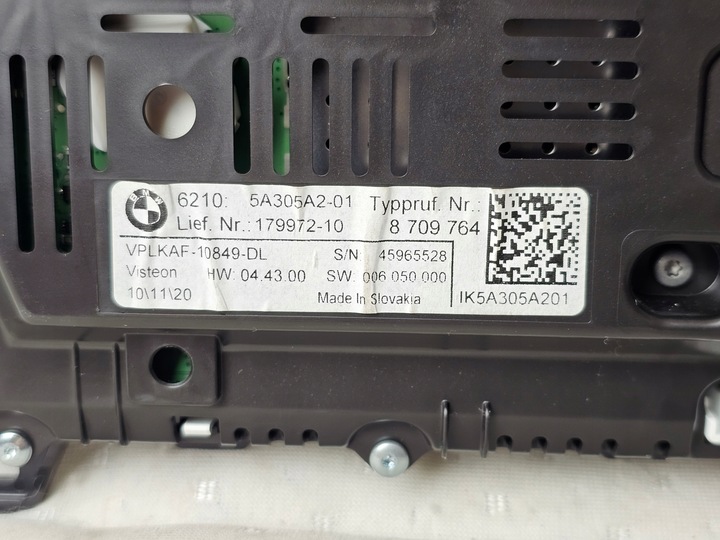 BMW
6210: 5A305A2-01 Typpruf. Nr.:
Lief. Nr.:179972-10 8 709 764
VPLKAF-10849-DL S/N: 45965528
Visteon HW: 04.43.00 SW: 006.050.000
10\11\20 Made In Slovakia IK5A305A201